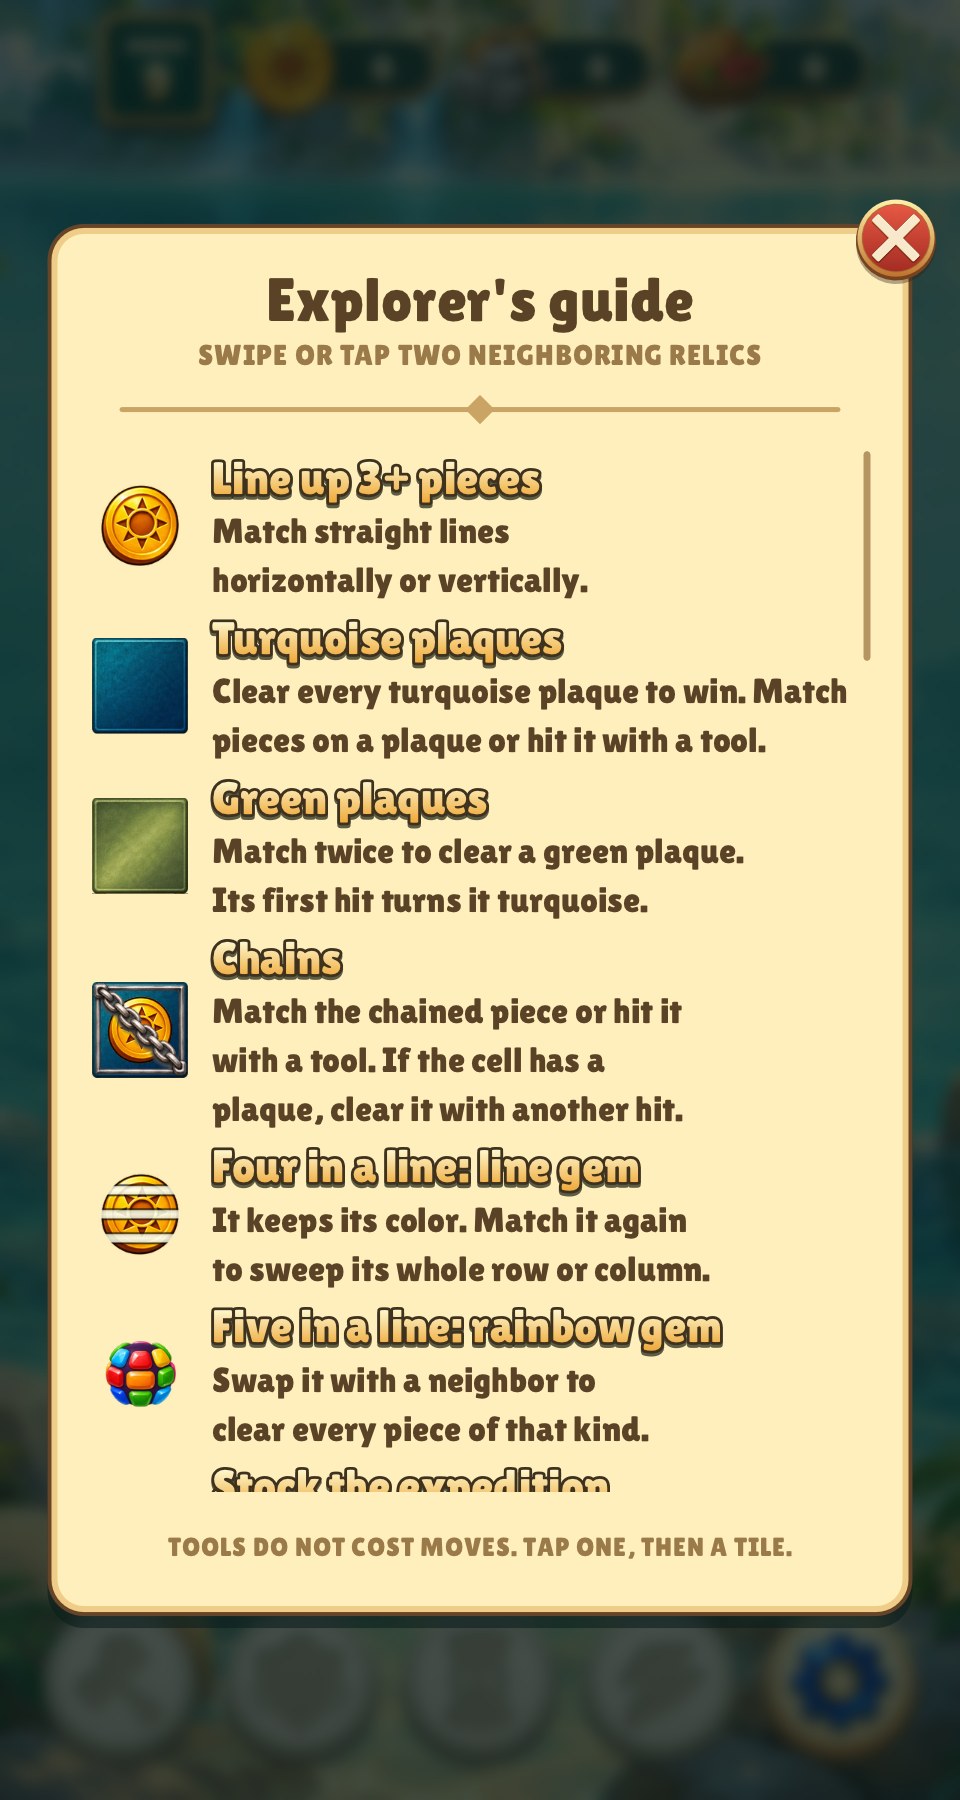 Explorer's guide
SWIPE OR TAP TWO NEIGHBORING RELICS
Line up 3+ pieces
Match straight lines
horizontally or vertically.
Turquoise plaques
Clear every turquoise plaque to win. Match
pieces on a plaque or hit it with a tool.
Green plaques
Match twice to clear a green plaque.
Its first hit turns it turquoise.
Chains
Match the chained piece or hit it
with a tool. If the cell has a
plaque, clear it with another hit.
Four in a line: line gem
It keeps its color. Match it again
to sweep its whole row or column.
Five in a line: rainbow gem
Swap it with a neighbor to
clear every piece of that kind.
Stock the expedition
TOOLS DO NOT COST MOVES. TAP ONE, THEN A TILE.